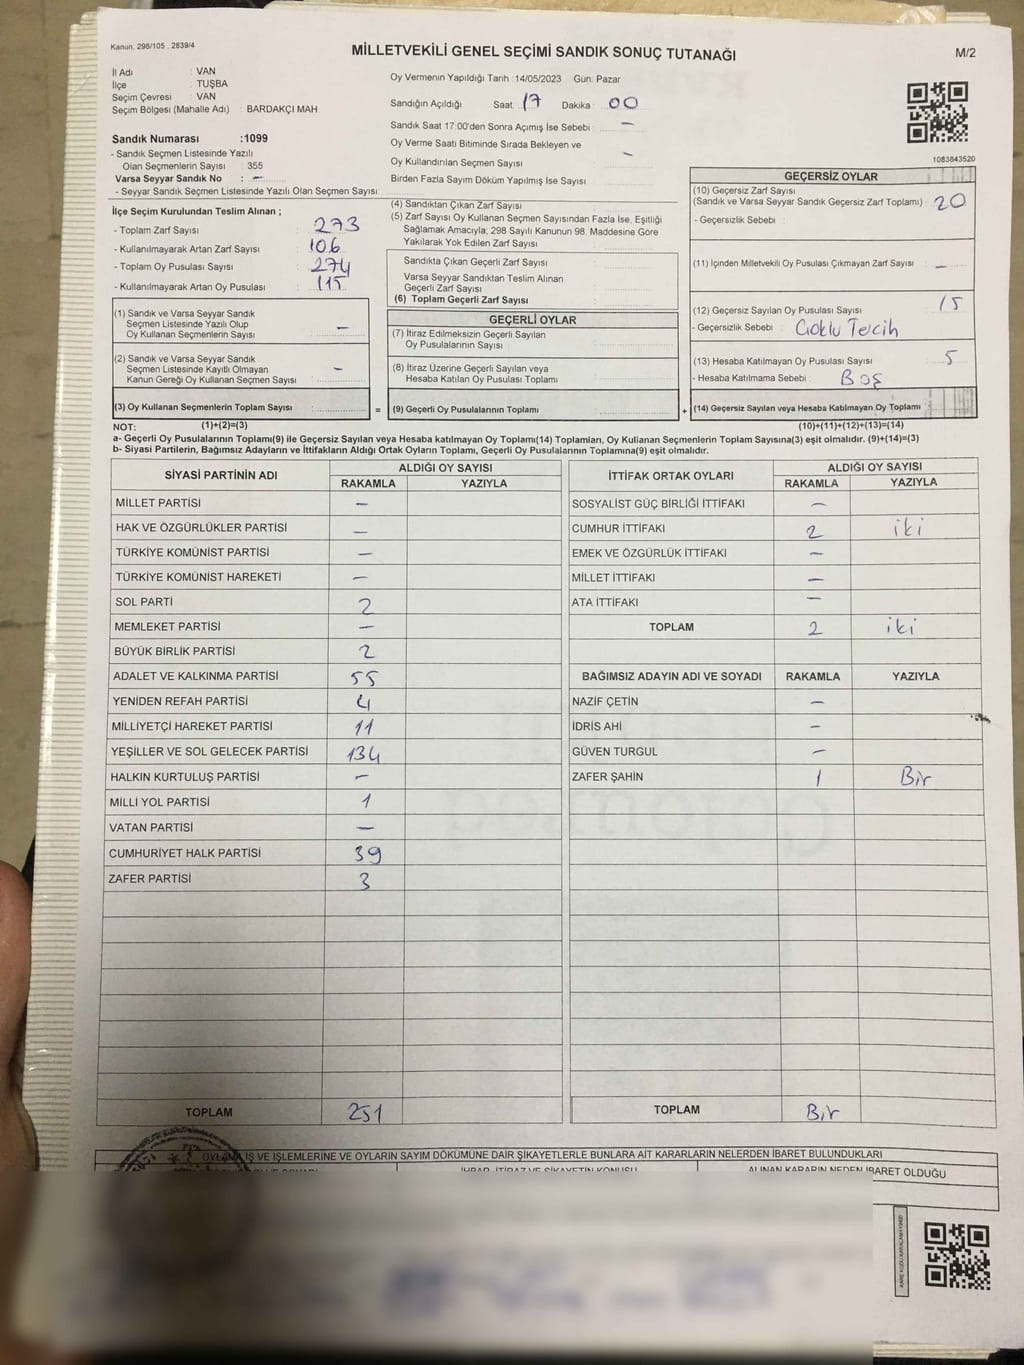 Kanun, 298/105 , 2839/4
MİLLETVEKİLİ GENEL SEÇİMİ SANDIK SONUÇ TUTANAĞI
M/2
İl Adı : VAN
İlçe : TUŞBA
Seçim Çevresi : VAN
Seçim Bölgesi (Mahalle Adı) : BARDAKÇI MAH.
Sandık Numarası :1099
- Sandık Seçmen Listesinde Yazılı
Olan Seçmenlerin Sayısı : 355
Varsa Seyyar Sandık No : -
- Seyyar Sandık Seçmen Listesinde Yazılı Olan Seçmen Sayısı:
Oy Vermenin Yapıldığı Tarih :14/05/2023 Gün: Pazar
Sandığın Açıldığı Saat: 17 Dakika : 00
Sandık Saat 17:00'den Sonra Açımış İse Sebebi : -
Oy Verme Saati Bitiminde Sırada Bekleyen ve
Oy Kullandırılan Seçmen Sayısı : -
Birden Fazla Sayım Döküm Yapılmış İse Sayısı :
1083843520
İlçe Seçim Kurulundan Teslim Alınan ;
- Toplam Zarf Sayısı : 273
- Kullanılmayarak Artan Zarf Sayısı : 106
- Toplam Oy Pusulası Sayısı : 274
- Kullanılmayarak Artan Oy Pusulası : 115
(1) Sandık ve Varsa Seyyar Sandık
Seçmen Listesinde Yazılı Olup
Oy Kullanan Seçmenlerin Sayısı : -
(2) Sandık ve Varsa Seyyar Sandık
Seçmen Listesinde Kayıtlı Olmayan
Kanun Gereği Oy Kullanan Seçmen Sayısı : -
(3) Oy Kullanan Seçmenlerin Toplam Sayısı :
(4) Sandıktan Çıkan Zarf Sayısı :
(5) Zarf Sayısı Oy Kullanan Seçmen Sayısından Fazla İse, Eşitliği
Sağlamak Amacıyla; 298 Sayılı Kanunun 98. Maddesine Göre
Yakılarak Yok Edilen Zarf Sayısı :
Sandıkta Çıkan Geçerli Zarf Sayısı :
Varsa Seyyar Sandıktan Teslim Alınan
Geçerli Zarf Sayısı :
(6) Toplam Geçerli Zarf Sayısı :
GEÇERLİ OYLAR
(7) İtiraz Edilmeksizin Geçerli Sayılan
Oy Pusulalarının Sayısı :
(8) İtiraz Üzerine Geçerli Sayılan veya
Hesaba Katılan Oy Pusulası Toplamı :
= (9) Geçerli Oy Pusulalarının Toplamı : +
GEÇERSİZ OYLAR
(10) Geçersiz Zarf Sayısı
(Sandık ve Varsa Seyyar Sandık Geçersiz Zarf Toplamı) : 20
- Geçersizlik Sebebi :
(11) İçinden Milletvekili Oy Pusulası Çıkmayan Zarf Sayısı : -
(12) Geçersiz Sayılan Oy Pusulası Sayısı : 15
- Geçersizlik Sebebi : Çoklu Tercih
(13) Hesaba Katılmayan Oy Pusulası Sayısı : 5
- Hesaba Katılmama Sebebi : Boş
(14) Geçersiz Sayılan veya Hesaba Katılmayan Oy Toplamı
NOT: (1)+(2)=(3) (10)+(11)+(12)+(13)=(14)
a- Geçerli Oy Pusulalarının Toplamı(9) ile Geçersiz Sayılan veya Hesaba katılmayan Oy Toplamı(14) Toplamları, Oy Kullanan Seçmenlerin Toplam Sayısına(3) eşit olmalıdır. (9)+(14)=(3)
b- Siyasi Partilerin, Bağımsız Adayların ve İttifakların Aldığı Ortak Oyların Toplamı, Geçerli Oy Pusulalarının Toplamına(9) eşit olmalıdır.
SİYASİ PARTİNİN ADI ALDIĞI OY SAYISI
RAKAMLA YAZIYLA
MİLLET PARTİSİ -
HAK VE ÖZGÜRLÜKLER PARTİSİ -
TÜRKİYE KOMÜNİST PARTİSİ -
TÜRKİYE KOMÜNİST HAREKETİ -
SOL PARTİ 2
MEMLEKET PARTİSİ -
BÜYÜK BİRLİK PARTİSİ 2
ADALET VE KALKINMA PARTİSİ 55
YENİDEN REFAH PARTİSİ 4
MİLLİYETÇİ HAREKET PARTİSİ 11
YEŞİLLER VE SOL GELECEK PARTİSİ 134
HALKIN KURTULUŞ PARTİSİ -
MİLLİ YOL PARTİSİ 1
VATAN PARTİSİ -
CUMHURİYET HALK PARTİSİ 39
ZAFER PARTİSİ 3
TOPLAM 251
İTTİFAK ORTAK OYLARI ALDIĞI OY SAYISI
RAKAMLA YAZIYLA
SOSYALİST GÜÇ BİRLİĞİ İTTİFAKI -
CUMHUR İTTİFAKI 2 iki
EMEK VE ÖZGÜRLÜK İTTİFAKI -
MİLLET İTTİFAKI -
ATA İTTİFAKI -
TOPLAM 2 iki
BAĞIMSIZ ADAYIN ADI VE SOYADI RAKAMLA YAZIYLA
NAZİF ÇETİN -
İDRİS AHİ -
GÜVEN TURGUL -
ZAFER ŞAHİN 1 Bir
TOPLAM Bir
OYLAMA İŞ VE İŞLEMLERİNE VE OYLARIN SAYIM DÖKÜMÜNE DAİR ŞİKAYETLERLE BUNLARA AİT KARARLARIN NELERDEN İBARET BULUNDUKLARI
İHBAR, İTİRAZ VE ŞİKAYETİN KONUSU
ALINAN KARARIN NEDEN İBARET OLDUĞU
KARE KODU KARALAMAYINIZ